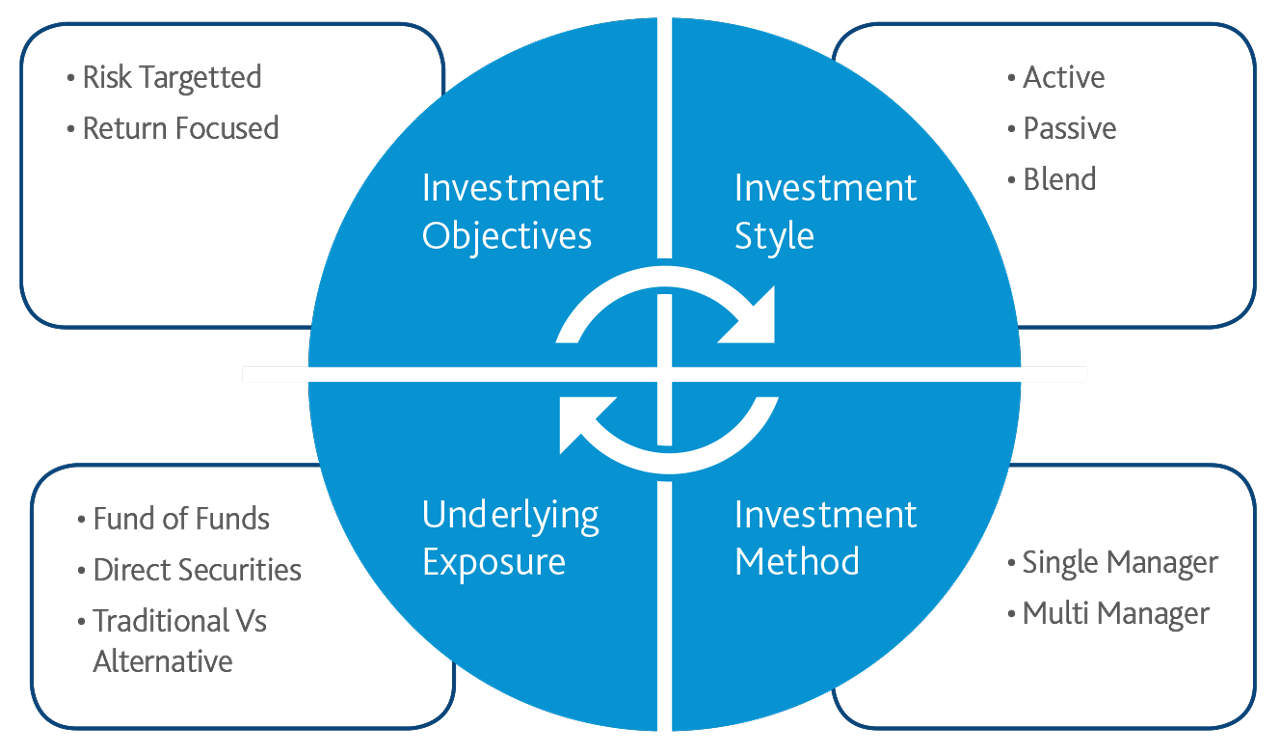 • Risk Targetted
• Return Focused
Investment
Objectives
Investment
Style
• Active
• Passive
• Blend
• Fund of Funds
• Direct Securities
• Traditional Vs
Alternative
Underlying
Exposure
Investment
Method
• Single Manager
• Multi Manager